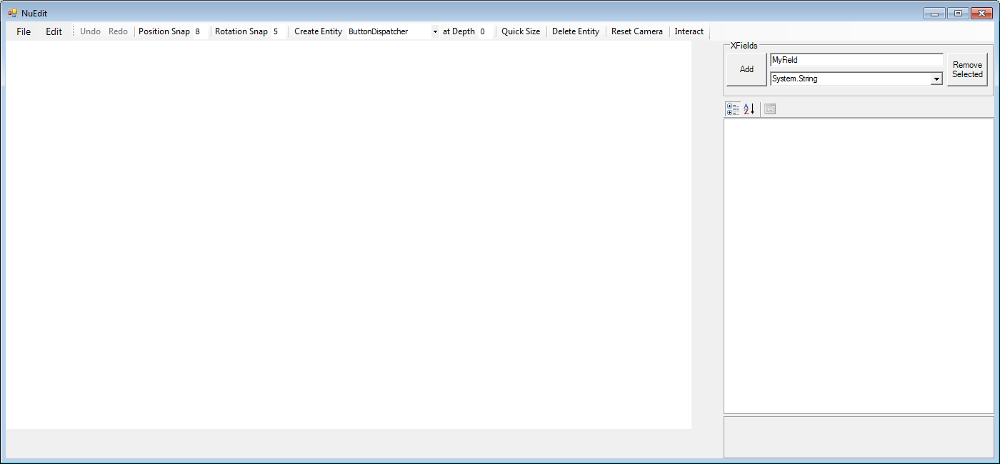 NuEdit
File Edit Undo Redo Position Snap 8 Rotation Snap 5 Create Entity ButtonDispatcher at Depth 0 Quick Size Delete Entity Reset Camera Interact
XFields
Add
MyField
System.String
Remove
Selected
A
Z